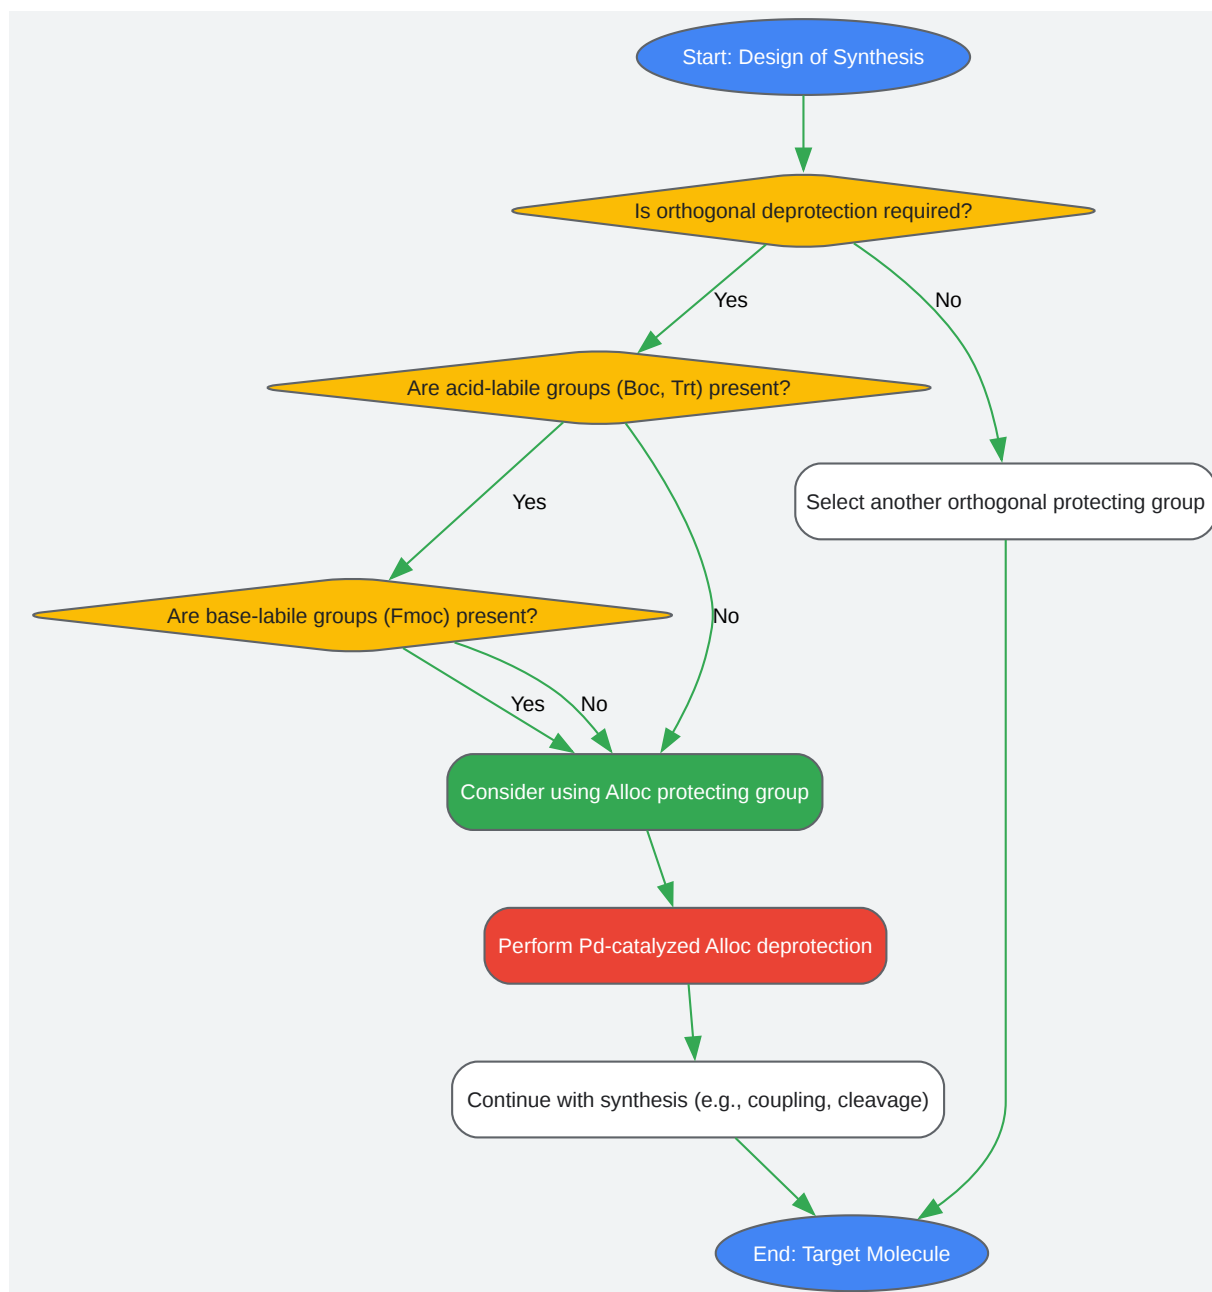 Start: Design of Synthesis
Is orthogonal deprotection required?
Yes
No
Are acid-labile groups (Boc, Trt) present?
Select another orthogonal protecting group
Yes
No
Are base-labile groups (Fmoc) present?
Yes
No
Consider using Alloc protecting group
Perform Pd-catalyzed Alloc deprotection
Continue with synthesis (e.g., coupling, cleavage)
End: Target Molecule